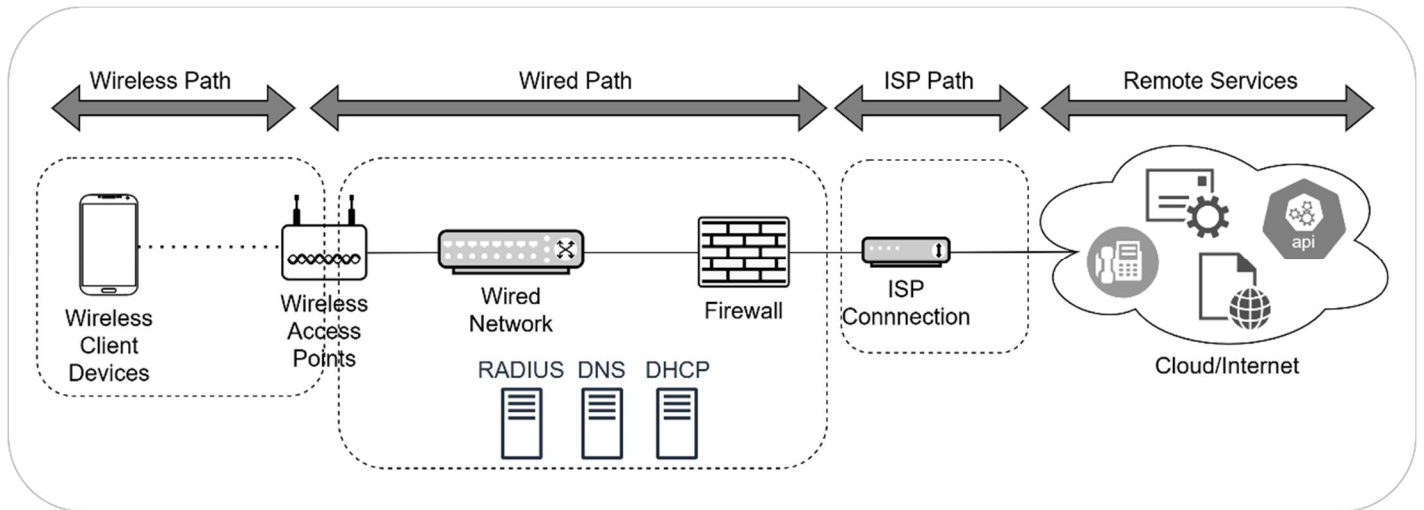 Wireless Path
Wired Path
ISP Path
Remote Services
Wireless
Client
Devices
Wireless
Access
Points
Wired
Network
Firewall
ISP
Connnection
api
Cloud/Internet
RADIUS DNS DHCP